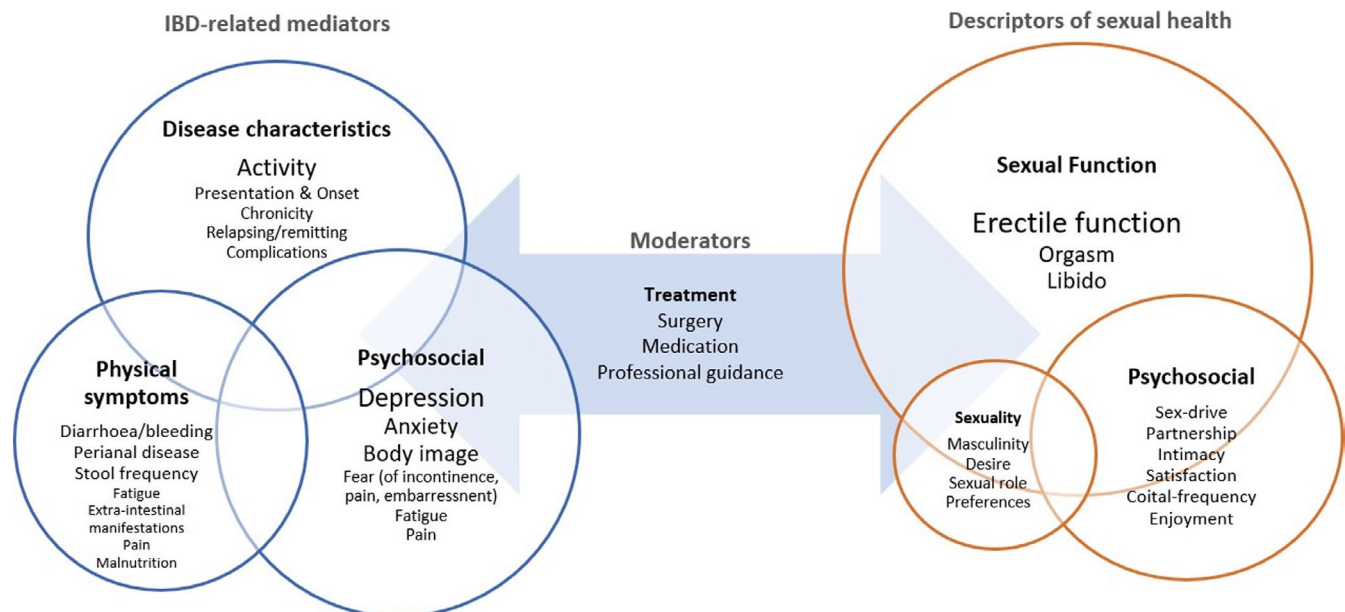 IBD-related mediators
Disease characteristics
Activity
Presentation & Onset
Chronicity
Relapsing/remitting
Complications
Physical
symptoms
Diarrhoea/bleeding
Perianal disease
Stool frequency
Fatigue
Extra-intestinal
manifestations
Pain
Malnutrition
Psychosocial
Depression
Anxiety
Body image
Fear (of incontinence,
pain, embarressnent)
Fatigue
Pain
Moderators
Treatment
Surgery
Medication
Professional guidance
Descriptors of sexual health
Sexual Function
Erectile function
Orgasm
Libido
Sexuality
Masculinity
Desire
Sexual role
Preferences
Psychosocial
Sex-drive
Partnership
Intimacy
Satisfaction
Coital-frequency
Enjoyment